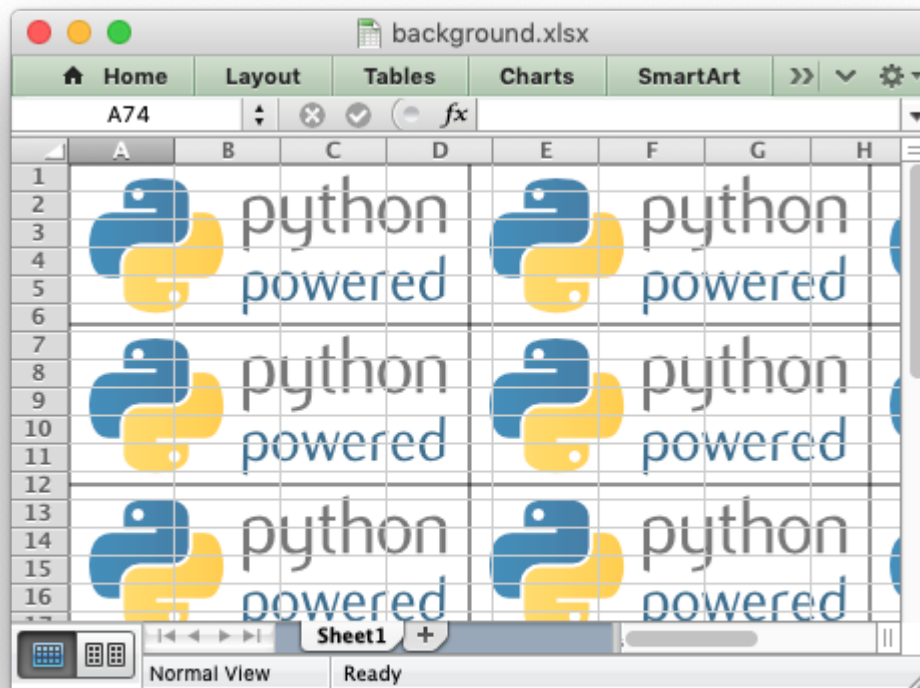 background.xlsx
Home Layout Tables Charts SmartArt
A74 fx
A B C D E F G H
1
2 python python
3
4
5 powered powered
6
7
8 python python
9
10
11 powered powered
12
13
14 python python
15
16 powered powered
Sheet1 +
Normal View Ready